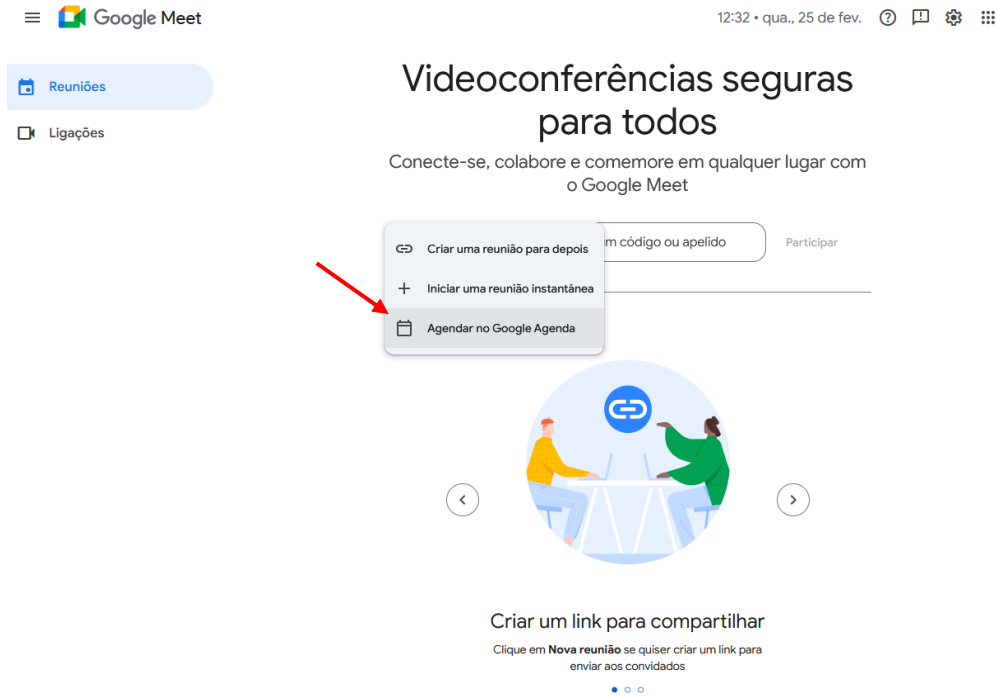 Google Meet
12:32 • qua., 25 de fev.
Reuniões
Ligações
Videoconferências seguras
para todos
Conecte-se, colabore e comemore em qualquer lugar com
o Google Meet
Criar uma reunião para depois
código ou apelido
Participar
Iniciar uma reunião instantânea
Agendar no Google Agenda
Criar um link para compartilhar
Clique em Nova reunião se quiser criar um link para
enviar aos convidados